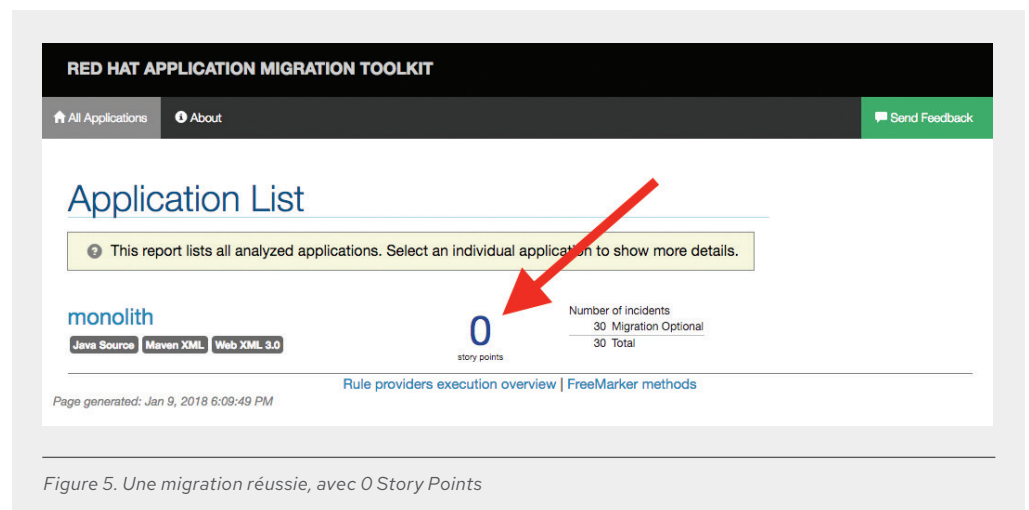 RED HAT APPLICATION MIGRATION TOOLKIT
All Applications About Send Feedback
Application List
This report lists all analyzed applications. Select an individual application to show more details.
monolith
Java Source Maven XML Web XML 3.0
0
story points
Number of incidents
30 Migration Optional
30 Total
Rule providers execution overview | FreeMarker methods
Page generated: Jan 9, 2018 6:09:49 PM
Figure 5. Une migration réussie, avec 0 Story Points